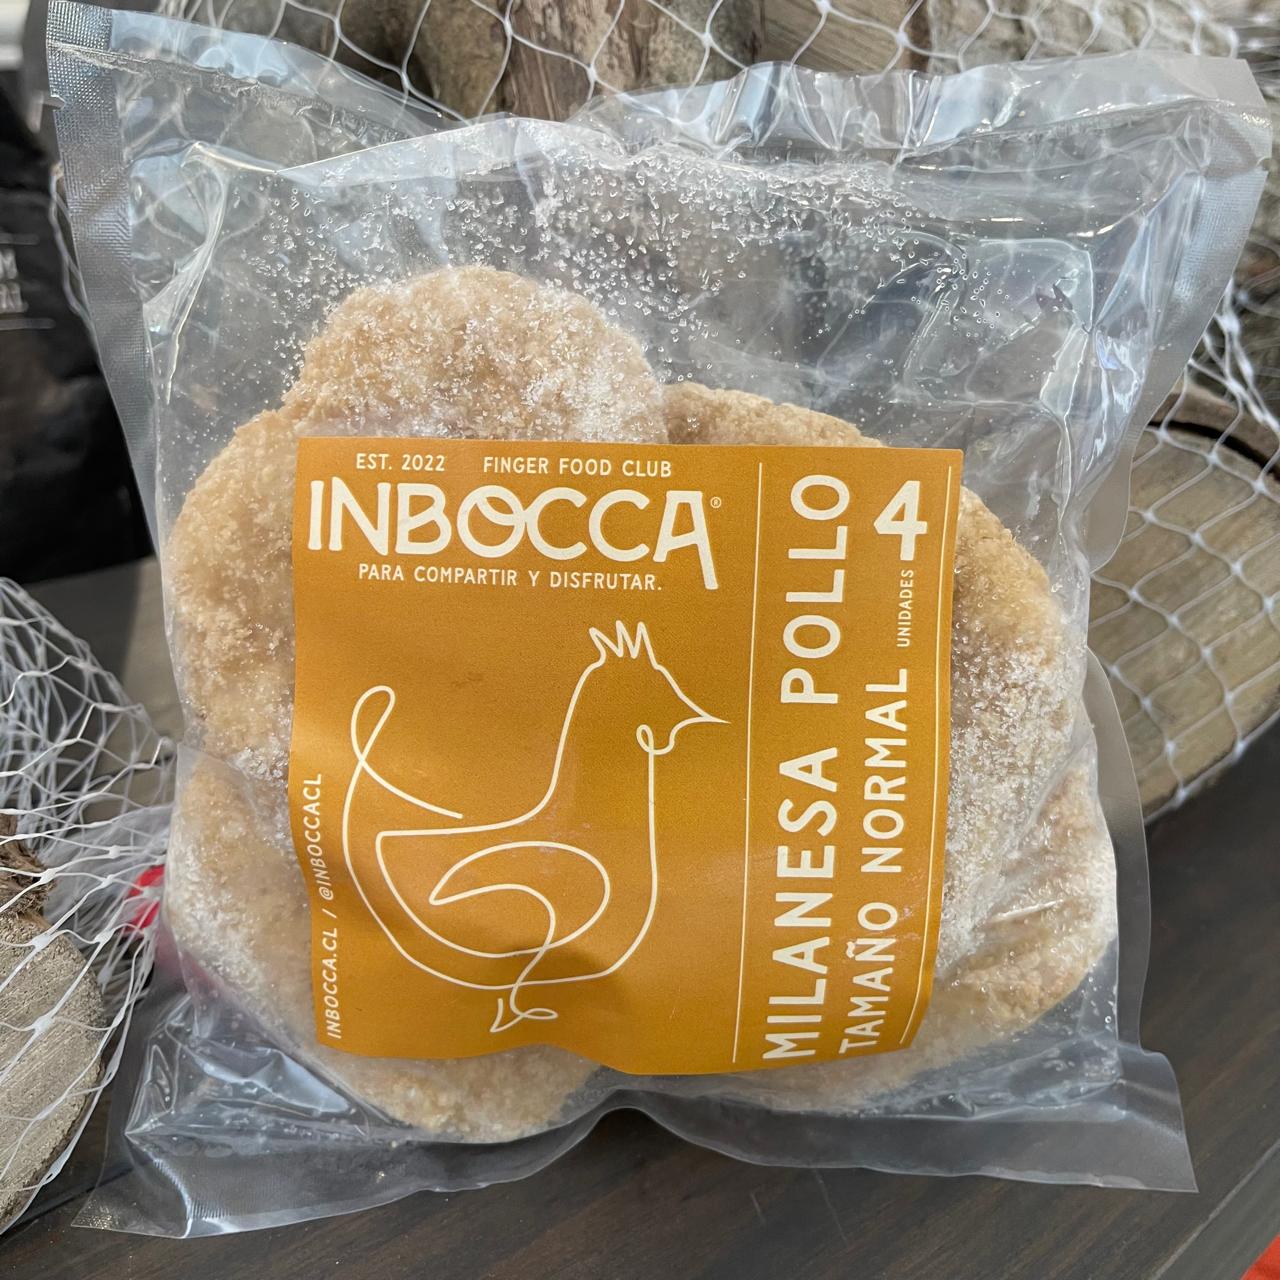 EST. 2022 FINGER FOOD CLUB
INBOCCA®
PARA COMPARTIR Y DISFRUTAR.
INBOCCA.CL / @INBOCCACL
MILANESA POLLO
TAMAÑO NORMAL
4
UNIDADES